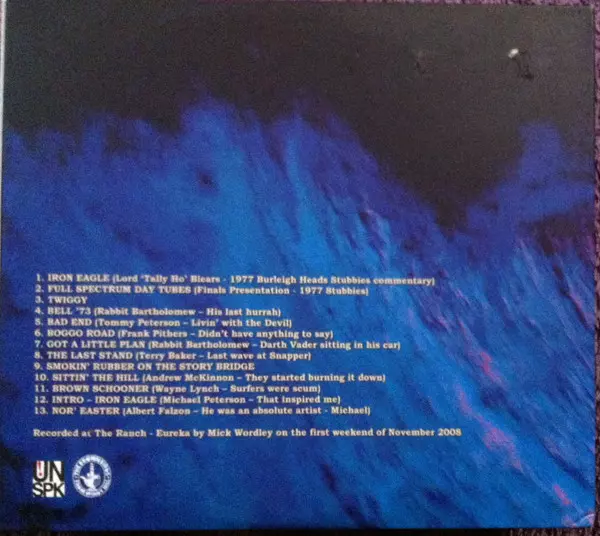 1. IRON EAGLE (Lord 'Tally Ho' Blears - 1977 Burleigh Heads Stubbies commentary)
2. FULL SPECTRUM DAY TUBES (Finals Presentation - 1977 Stubbies)
3. TWIGGY
4. BELL '73 (Rabbit Bartholomew – His last hurrah)
5. BAD END (Tommy Peterson – Livin' with the Devil)
6. BOGGO ROAD (Frank Pithers – Didn't have anything to say)
7. GOT A LITTLE PLAN (Rabbit Bartholomew – Darth Vader sitting in his car)
8. THE LAST STAND (Terry Baker – Last wave at Snapper)
9. SMOKIN' RUBBER ON THE STORY BRIDGE
10. SITTIN' THE HILL (Andrew McKinnon – They started burning it down)
11. BROWN SCHOONER (Wayne Lynch – Surfers were scum)
12. INTRO – IRON EAGLE (Michael Peterson – That inspired me)
13. NOR' EASTER (Albert Falzon – He was an absolute artist - Michael)
Recorded at The Ranch - Eureka by Mick Wordley on the first weekend of November 2008
UN
SPK